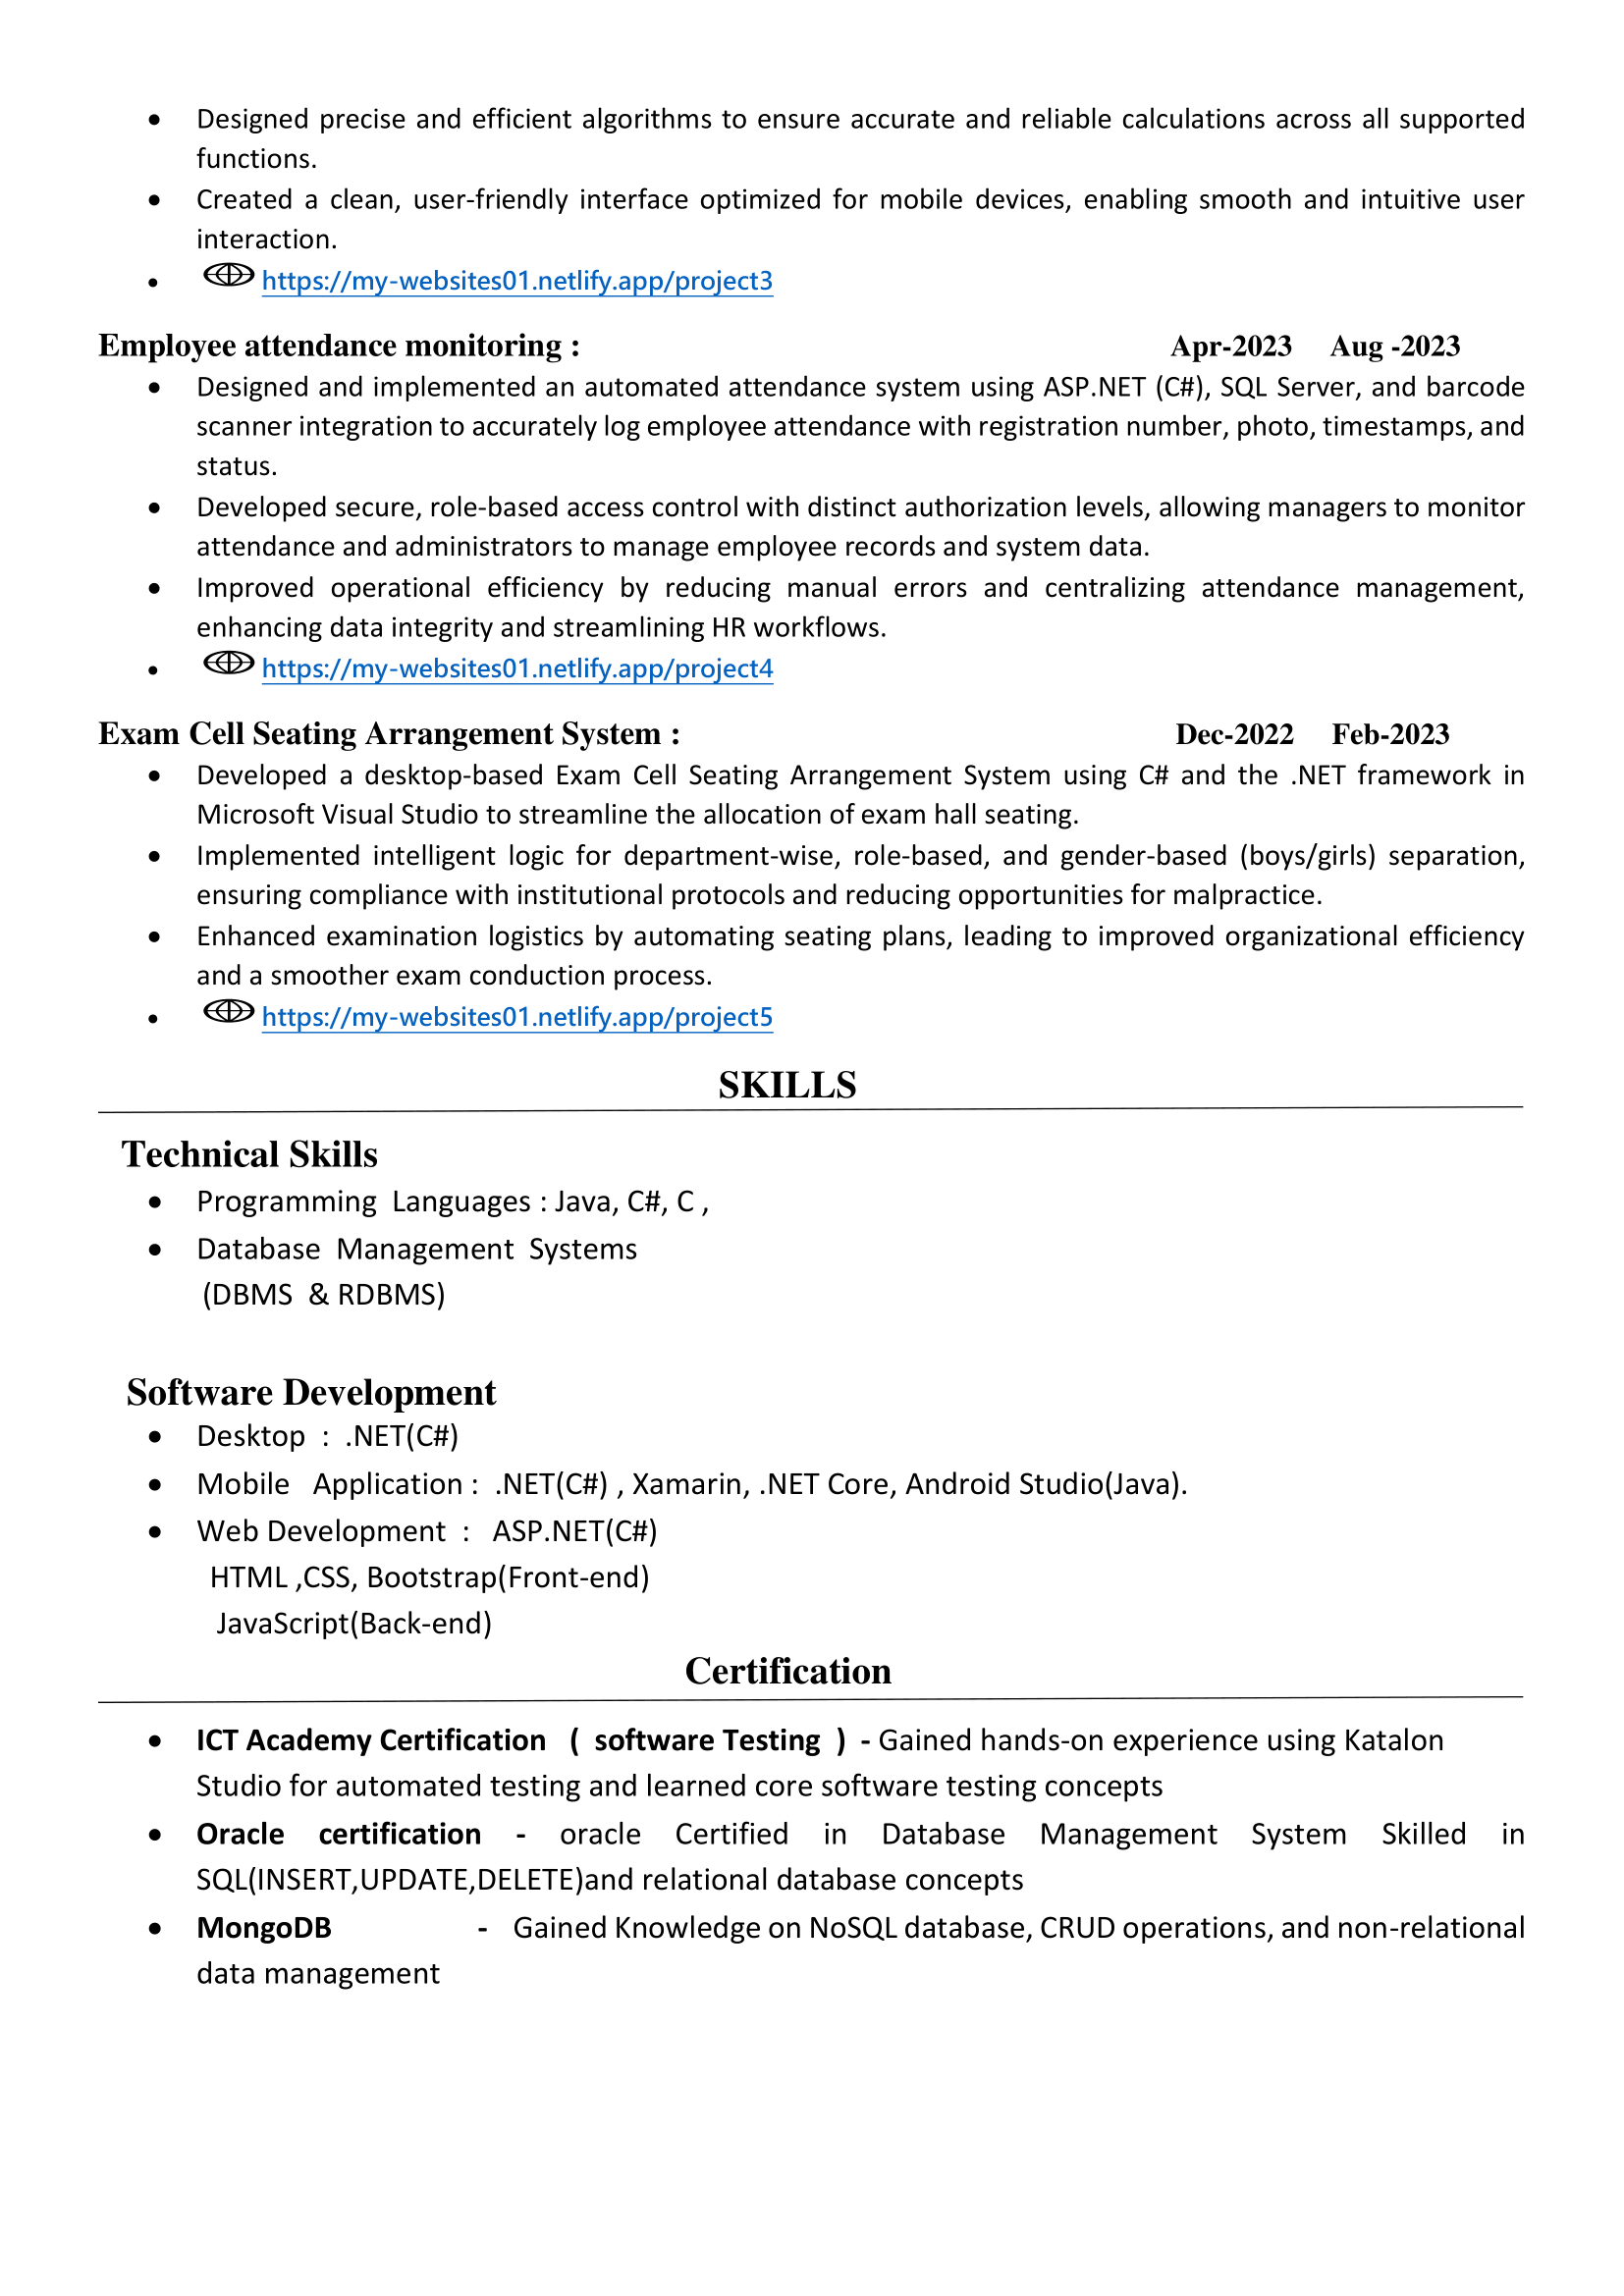 • Designed precise and efficient algorithms to ensure accurate and reliable calculations across all supported
functions.
• Created a clean, user-friendly interface optimized for mobile devices, enabling smooth and intuitive user
interaction.
• https://my-websites01.netlify.app/project3
Employee attendance monitoring : Apr-2023 Aug -2023
• Designed and implemented an automated attendance system using ASP.NET (C#), SQL Server, and barcode
scanner integration to accurately log employee attendance with registration number, photo, timestamps, and
status.
• Developed secure, role-based access control with distinct authorization levels, allowing managers to monitor
attendance and administrators to manage employee records and system data.
• Improved operational efficiency by reducing manual errors and centralizing attendance management,
enhancing data integrity and streamlining HR workflows.
• https://my-websites01.netlify.app/project4
Exam Cell Seating Arrangement System : Dec-2022 Feb-2023
• Developed a desktop-based Exam Cell Seating Arrangement System using C# and the .NET framework in
Microsoft Visual Studio to streamline the allocation of exam hall seating.
• Implemented intelligent logic for department-wise, role-based, and gender-based (boys/girls) separation,
ensuring compliance with institutional protocols and reducing opportunities for malpractice.
• Enhanced examination logistics by automating seating plans, leading to improved organizational efficiency
and a smoother exam conduction process.
• https://my-websites01.netlify.app/project5
SKILLS
Technical Skills
• Programming Languages : Java, C#, C ,
• Database Management Systems
(DBMS & RDBMS)
Software Development
• Desktop : .NET(C#)
• Mobile Application : .NET(C#) , Xamarin, .NET Core, Android Studio(Java).
• Web Development : ASP.NET(C#)
HTML ,CSS, Bootstrap(Front-end)
JavaScript(Back-end)
Certification
• ICT Academy Certification ( software Testing ) - Gained hands-on experience using Katalon
Studio for automated testing and learned core software testing concepts
• Oracle certification - oracle Certified in Database Management System Skilled in
SQL(INSERT,UPDATE,DELETE)and relational database concepts
• MongoDB - Gained Knowledge on NoSQL database, CRUD operations, and non-relational
data management